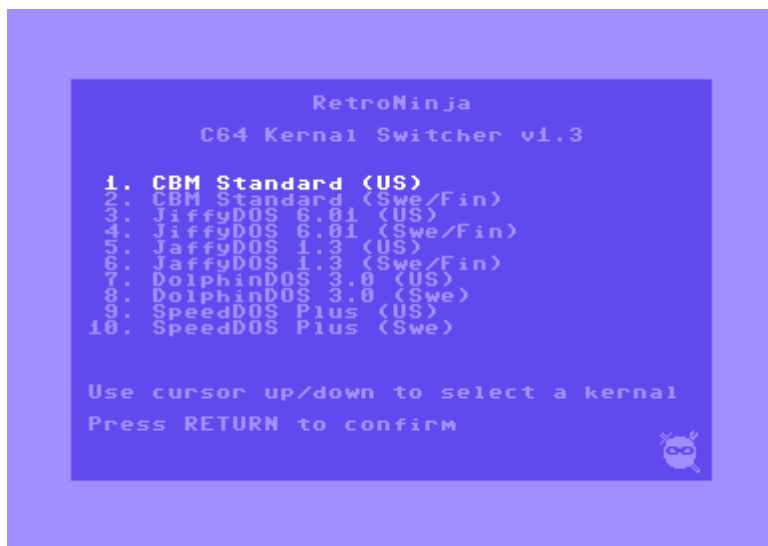 RetroNinja
C64 Kernal Switcher v1.3
1. CBM Standard (US)
2. CBM Standard (Swe/Fin)
3. JiffyDOS 6.01 (US)
4. JiffyDOS 6.01 (Swe/Fin)
5. JaffyDOS 1.3 (US)
6. JaffyDOS 1.3 (Swe/Fin)
7. DolphinDOS 3.0 (US)
8. DolphinDOS 3.0 (Swe)
9. SpeedDOS Plus (US)
10. SpeedDOS Plus (Swe)
Use cursor up/down to select a kernal
Press RETURN to confirm